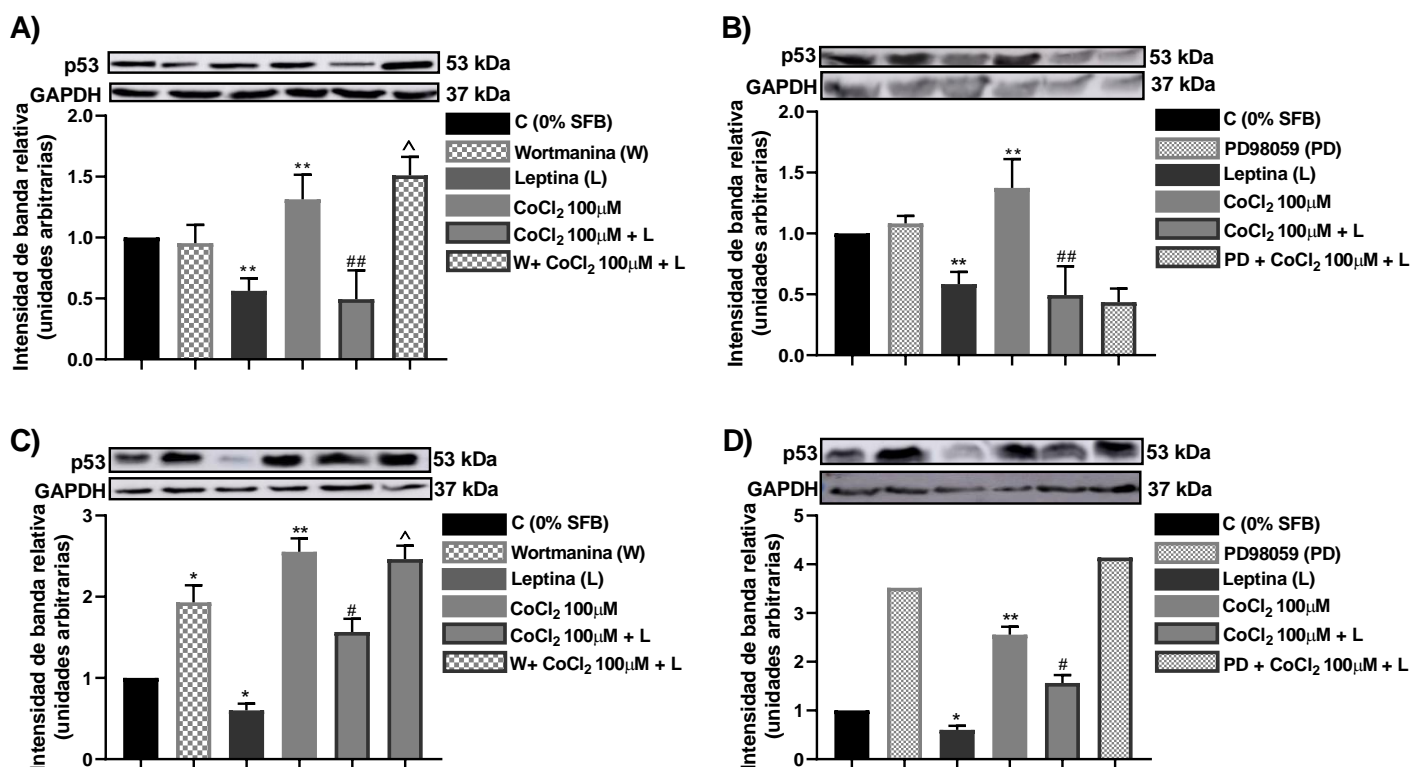 A)
p53
53 kDa
GAPDH
37 kDa
Intensidad de banda relativa
(unidades arbitrarias)
2.0
1.5
1.0
0.5
0.0
**
**
##
^
C (0% SFB)
Wortmanina (W)
Leptina (L)
CoCl₂ 100µM
CoCl₂ 100µM + L
W+ CoCl₂ 100µM + L
B)
p53
53 kDa
GAPDH
37 kDa
Intensidad de banda relativa
(unidades arbitrarias)
2.0
1.5
1.0
0.5
0.0
**
**
##
C (0% SFB)
PD98059 (PD)
Leptina (L)
CoCl₂ 100µM
CoCl₂ 100µM + L
PD + CoCl₂ 100µM + L
C)
p53
53 kDa
GAPDH
37 kDa
Intensidad de banda relativa
(unidades arbitrarias)
3
2
1
0
*
*
**
#
^
C (0% SFB)
Wortmanina (W)
Leptina (L)
CoCl₂ 100µM
CoCl₂ 100µM + L
W+ CoCl₂ 100µM + L
D)
p53
53 kDa
GAPDH
37 kDa
Intensidad de banda relativa
(unidades arbitrarias)
5
4
3
2
1
0
*
**
#
C (0% SFB)
PD98059 (PD)
Leptina (L)
CoCl₂ 100µM
CoCl₂ 100µM + L
PD + CoCl₂ 100µM + L